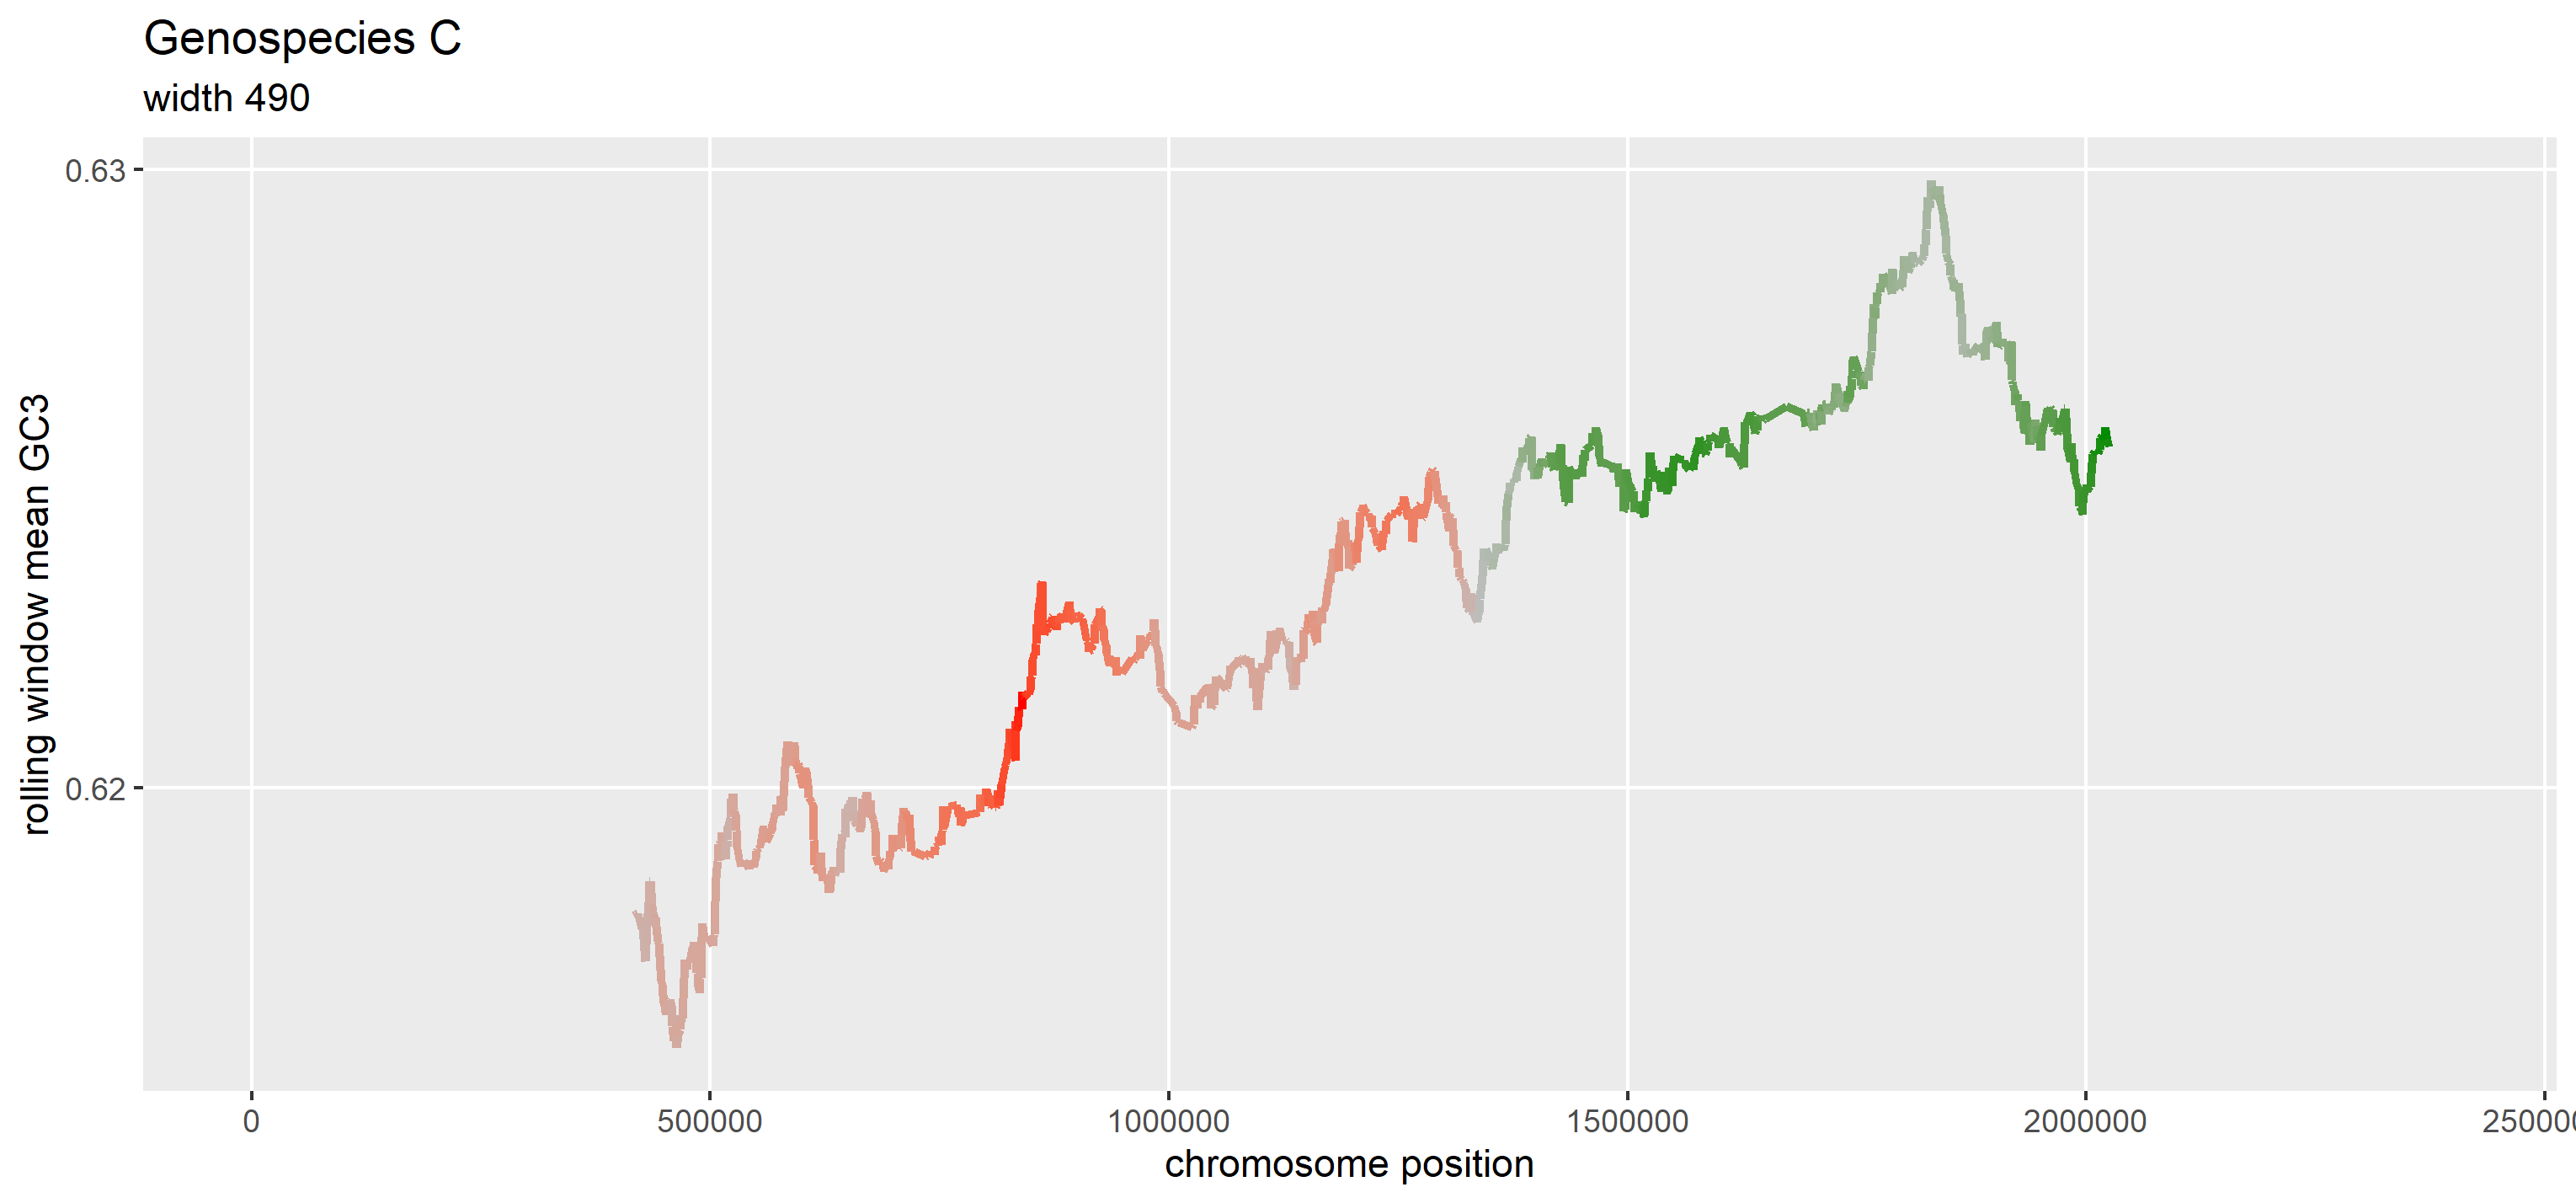 Genospecies C
width 490
0.63
0.62
rolling window mean GC3
0
500000
1000000
1500000
2000000
chromosome position